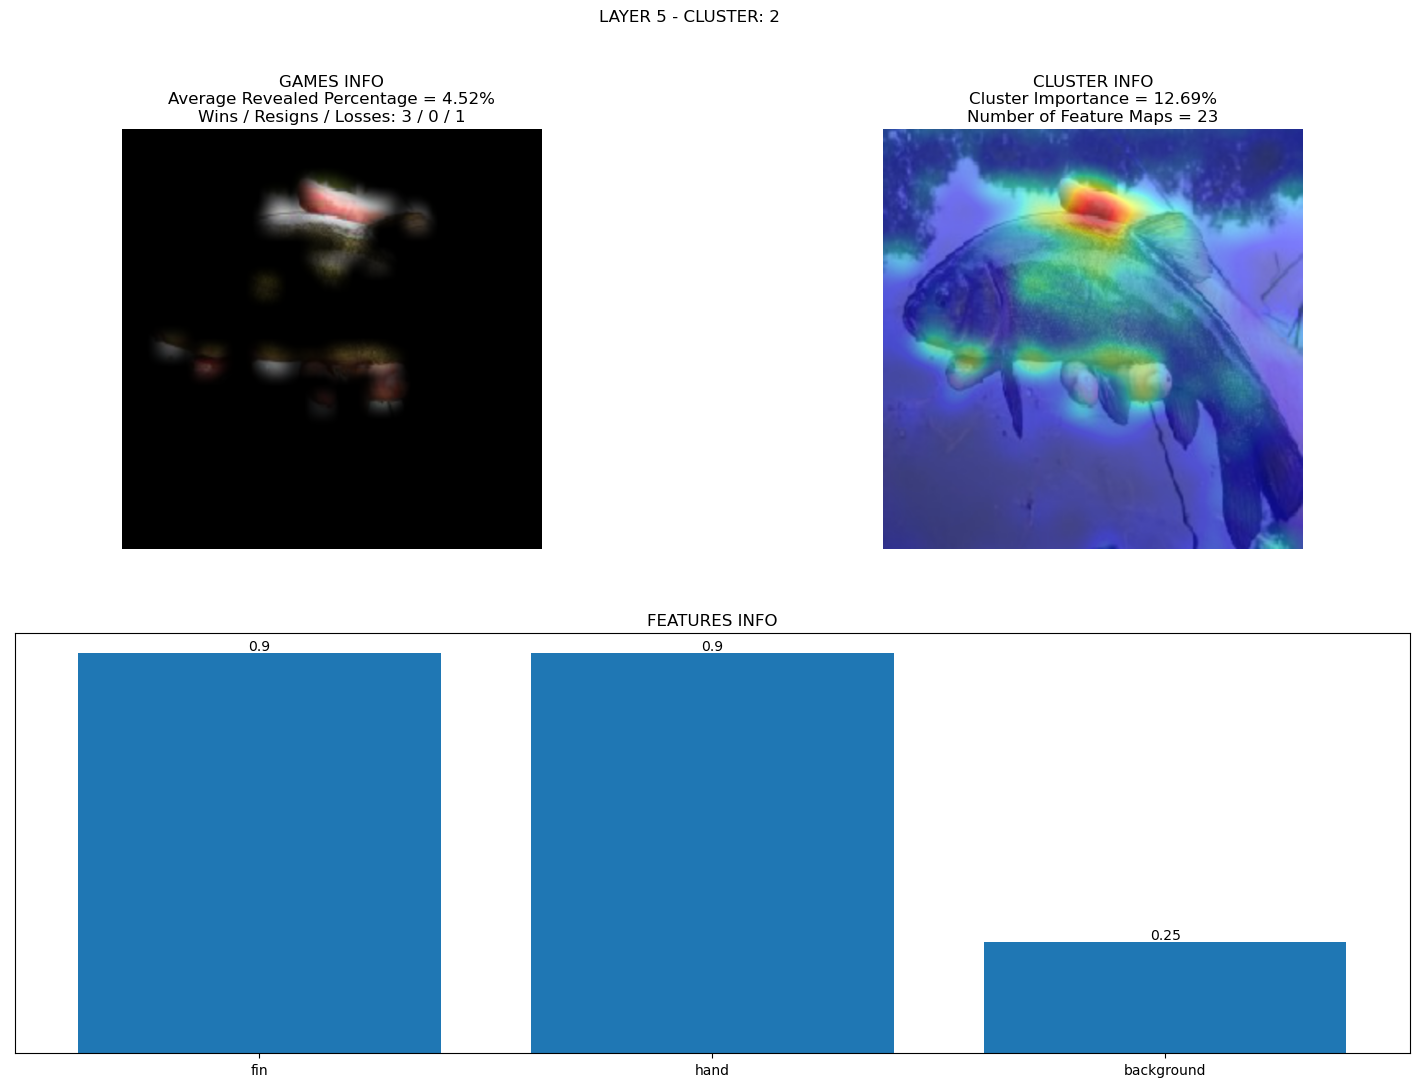 LAYER 5 - CLUSTER: 2
GAMES INFO
Average Revealed Percentage = 4.52%
Wins / Resigns / Losses: 3 / 0 / 1
CLUSTER INFO
Cluster Importance = 12.69%
Number of Feature Maps = 23
FEATURES INFO
0.9
0.9
0.25
fin
hand
background